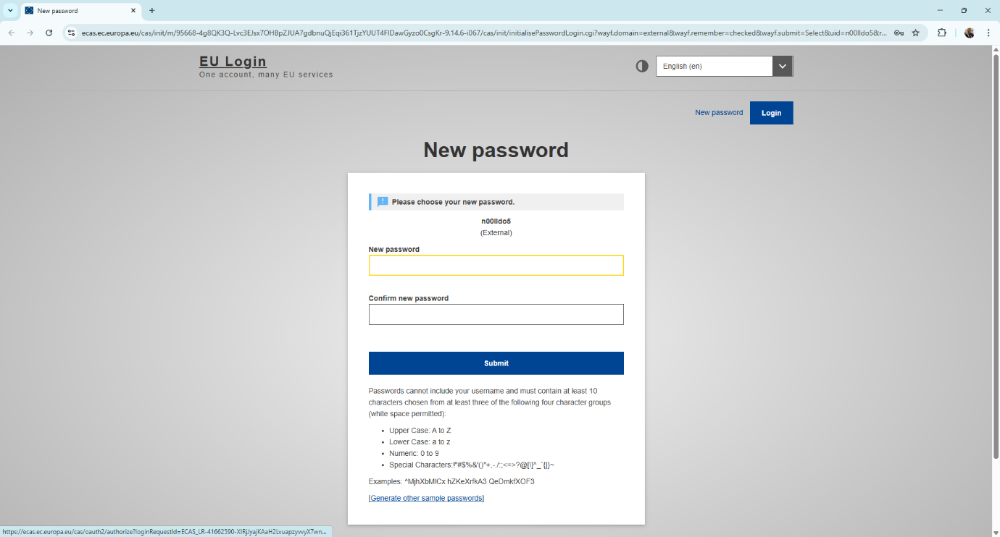 New password
ecas.ec.europa.eu/cas/init/m/95668-4g8QK3Q-Lvc3EJsx7OHBpZJUA7gdbnuQjEqi361TjzYUUT4FIDawGyzo0CsgKr-9.14.6-i067/cas/init/initialisePasswordLogin.cgi?wayf.domain=external&wayf.remember=checked&wayf.submit=Select&uid=n00lldo5&r...
EU Login
One account, many EU services
English (en)
New password
Login
New password
Please choose your new password.
n00lldo5
(External)
New password
Confirm new password
Submit
Passwords cannot include your username and must contain at least 10
characters chosen from at least three of the following four character groups
(white space permitted):
• Upper Case: A to Z
• Lower Case: a to z
• Numeric: 0 to 9
• Special Characters:!"#$%&'()*+,-./:;<=>?@[\]^_`{|}~
Examples: ^MjhXbMlCx hZKeXrfkA3 QeDmkfXOF3
[Generate other sample passwords]
https://ecas.ec.europa.eu/cas/oauth2/authorize?loginRequestId=ECAS_LR-41662590-XIRjJyajKAaH2LvuapzyvvyX7wn...